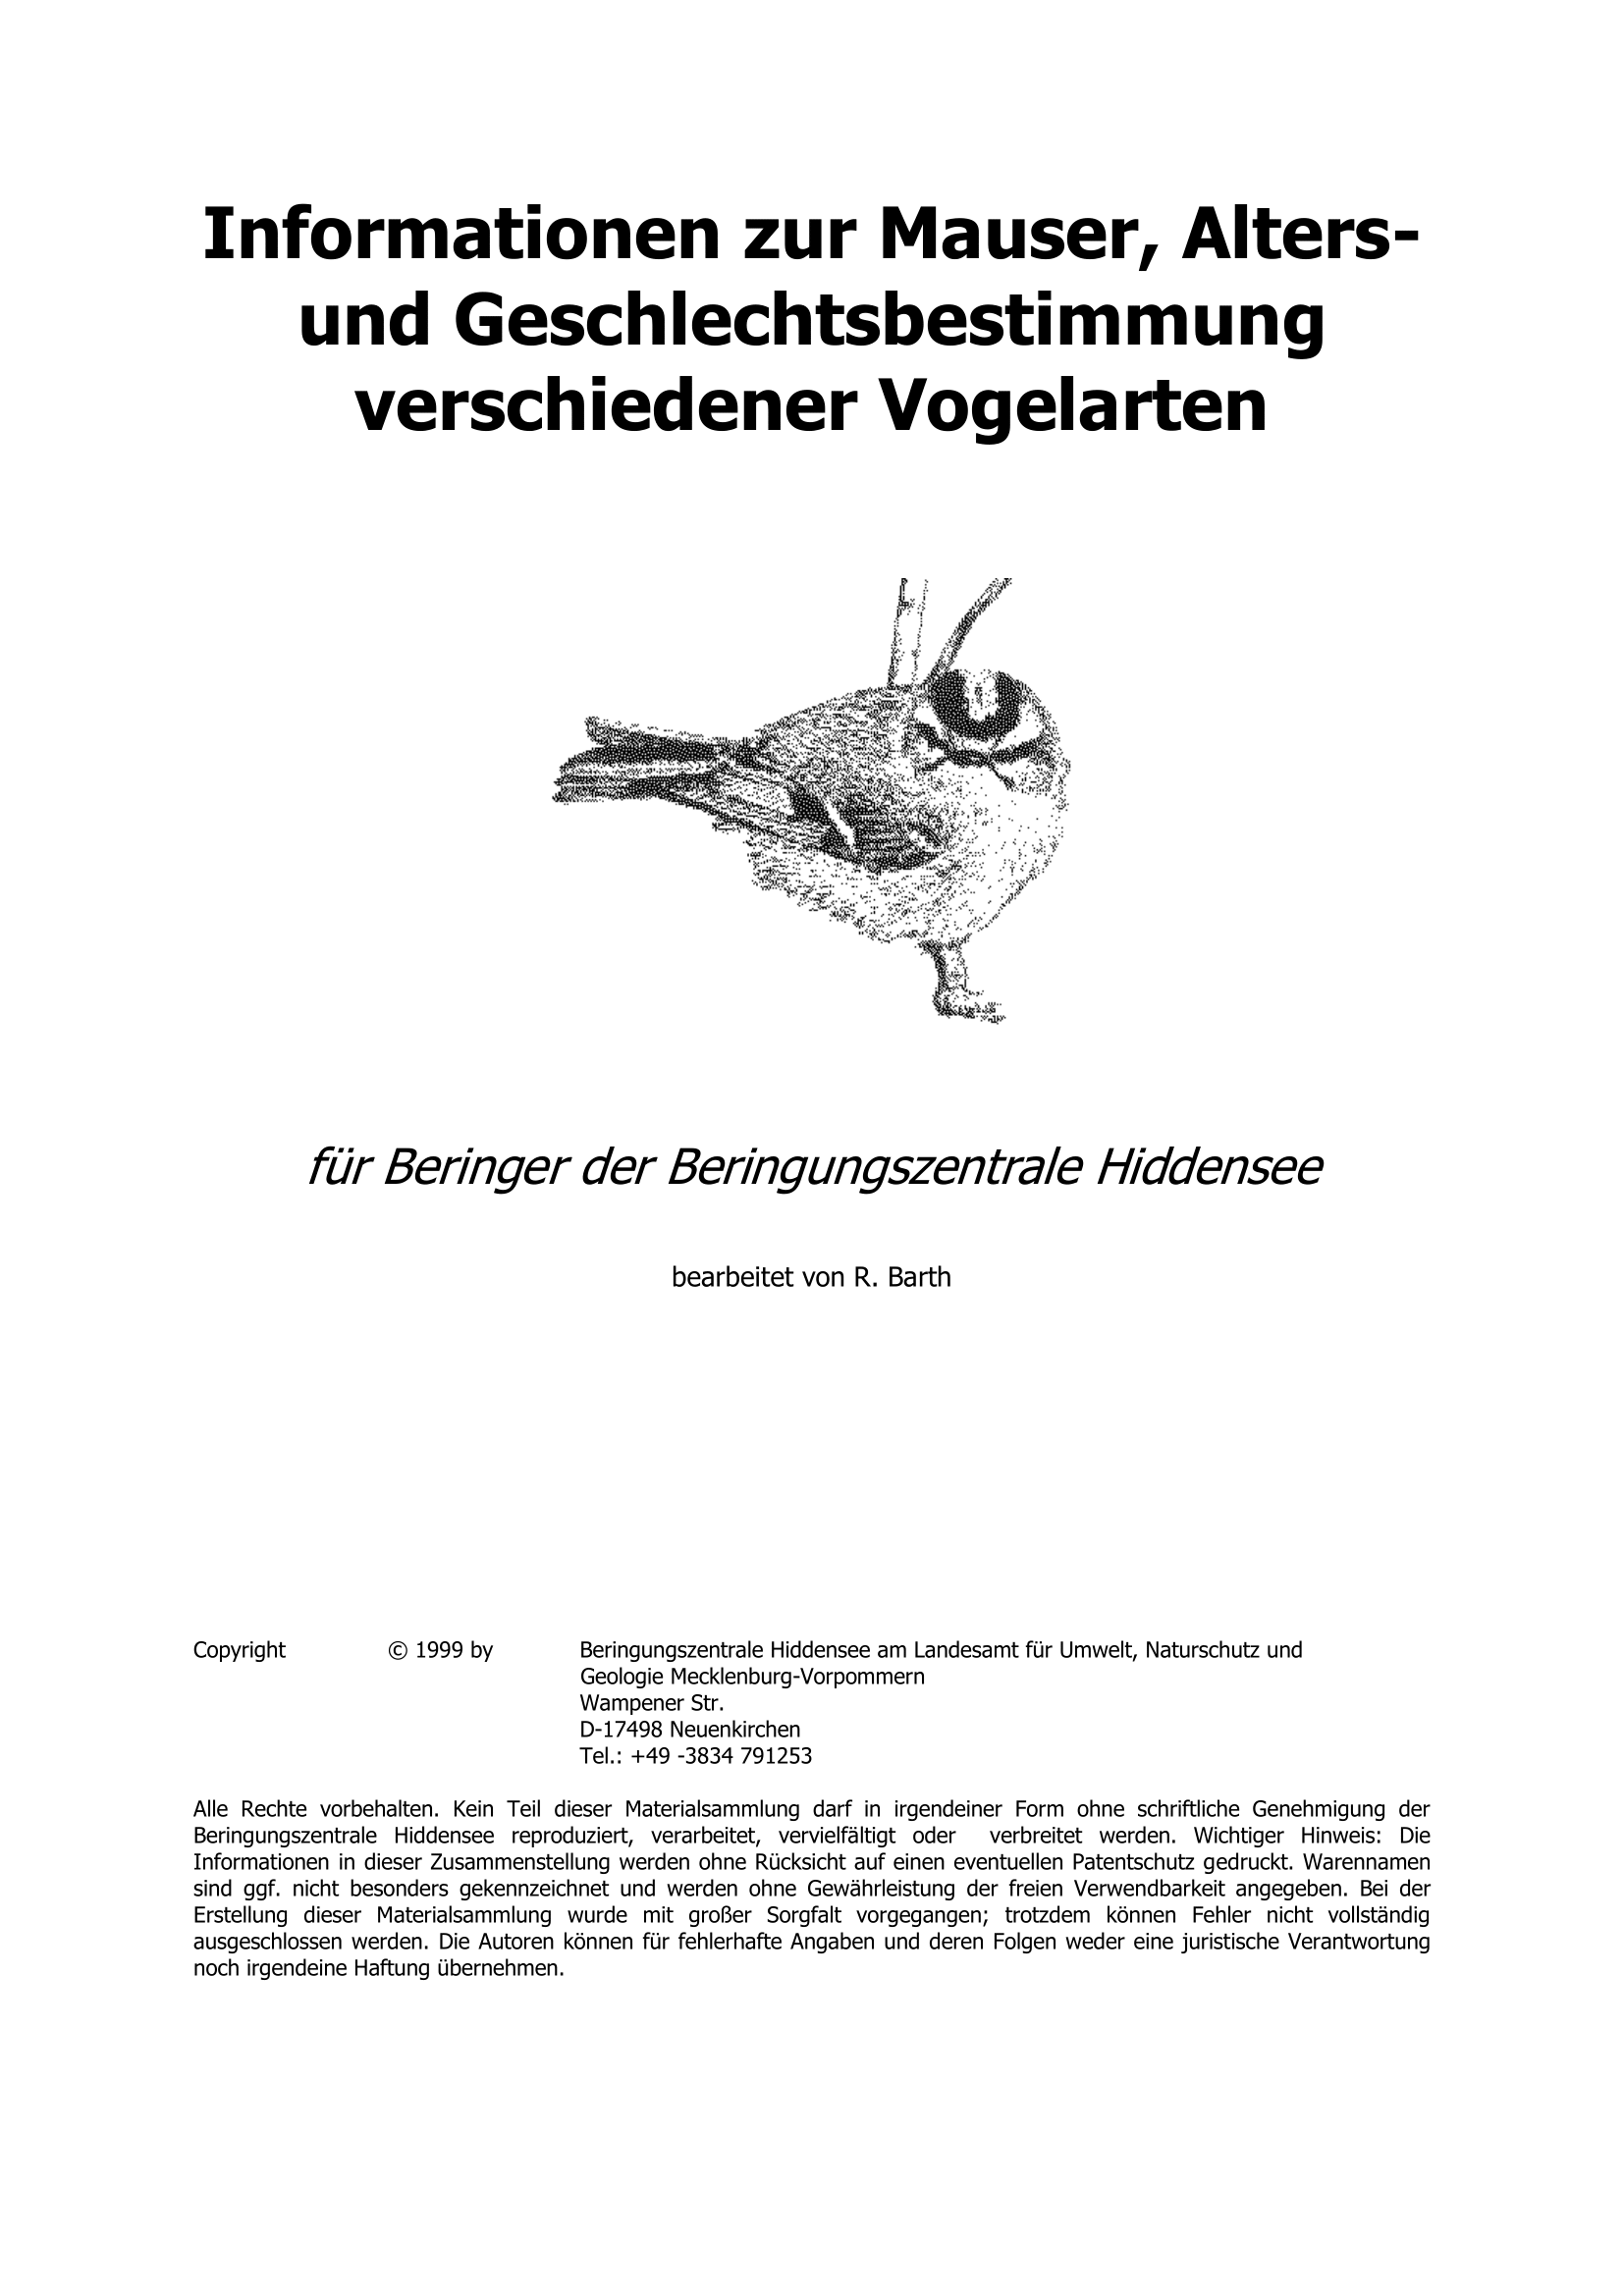 Informationen zur Mauser, Alters-
und Geschlechtsbestimmung
verschiedener Vogelarten
für Beringer der Beringungszentrale Hiddensee
bearbeitet von R. Barth
Copyright © 1999 by Beringungszentrale Hiddensee am Landesamt für Umwelt, Naturschutz und
Geologie Mecklenburg-Vorpommern
Wampener Str.
D-17498 Neuenkirchen
Tel.: +49 -3834 791253
Alle Rechte vorbehalten. Kein Teil dieser Materialsammlung darf in irgendeiner Form ohne schriftliche Genehmigung der
Beringungszentrale Hiddensee reproduziert, verarbeitet, vervielfältigt oder verbreitet werden. Wichtiger Hinweis: Die
Informationen in dieser Zusammenstellung werden ohne Rücksicht auf einen eventuellen Patentschutz gedruckt. Warennamen
sind ggf. nicht besonders gekennzeichnet und werden ohne Gewährleistung der freien Verwendbarkeit angegeben. Bei der
Erstellung dieser Materialsammlung wurde mit großer Sorgfalt vorgegangen; trotzdem können Fehler nicht vollständig
ausgeschlossen werden. Die Autoren können für fehlerhafte Angaben und deren Folgen weder eine juristische Verantwortung
noch irgendeine Haftung übernehmen.